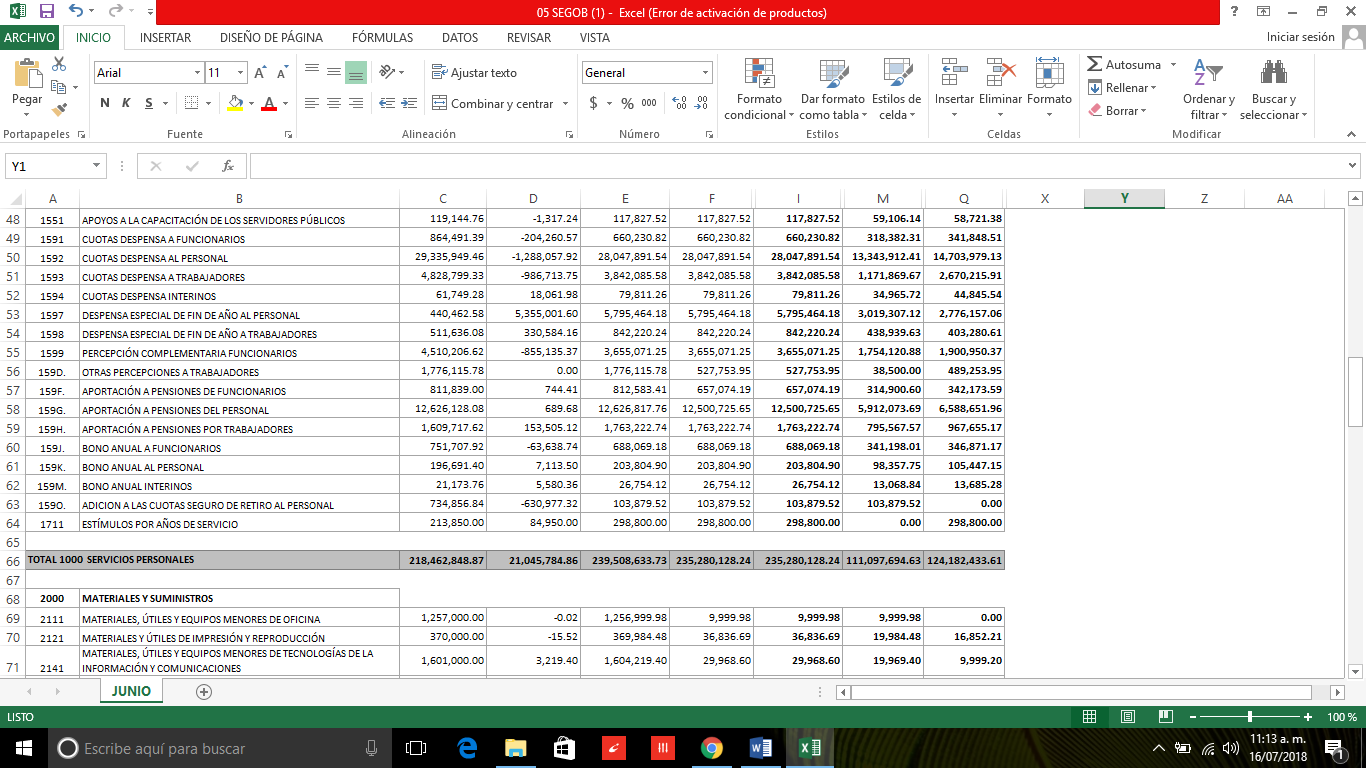 05 SEGOB (1) - Excel (Error de activación de productos)
?
ARCHIVO INICIO INSERTAR DISEÑO DE PÁGINA FÓRMULAS DATOS REVISAR VISTA Iniciar sesión
Pegar
Portapapeles
Arial 11
N K S
Fuente
Ajustar texto
Combinar y centrar
Alineación
General
$ % 000
Número
Formato condicional
Dar formato como tabla
Estilos de celda
Estilos
Insertar Eliminar Formato
Celdas
Autosuma
Rellenar
Borrar
Ordenar y filtrar
Buscar y seleccionar
Modificar
Y1 fx
A B C D E F I M Q X Y Z AA
48 1551 APOYOS A LA CAPACITACIÓN DE LOS SERVIDORES PÚBLICOS 119,144.76 -1,317.24 117,827.52 117,827.52 117,827.52 59,106.14 58,721.38
49 1591 CUOTAS DESPENSA A FUNCIONARIOS 864,491.39 -204,260.57 660,230.82 660,230.82 660,230.82 318,382.31 341,848.51
50 1592 CUOTAS DESPENSA AL PERSONAL 29,335,949.46 -1,288,057.92 28,047,891.54 28,047,891.54 28,047,891.54 13,343,912.41 14,703,979.13
51 1593 CUOTAS DESPENSA A TRABAJADORES 4,828,799.33 -986,713.75 3,842,085.58 3,842,085.58 3,842,085.58 1,171,869.67 2,670,215.91
52 1594 CUOTAS DESPENSA INTERINOS 61,749.28 18,061.98 79,811.26 79,811.26 79,811.26 34,965.72 44,845.54
53 1597 DESPENSA ESPECIAL DE FIN DE AÑO AL PERSONAL 440,462.58 5,355,001.60 5,795,464.18 5,795,464.18 5,795,464.18 3,019,307.12 2,776,157.06
54 1598 DESPENSA ESPECIAL DE FIN DE AÑO A TRABAJADORES 511,636.08 330,584.16 842,220.24 842,220.24 842,220.24 438,939.63 403,280.61
55 1599 PERCEPCIÓN COMPLEMENTARIA FUNCIONARIOS 4,510,206.62 -855,135.37 3,655,071.25 3,655,071.25 3,655,071.25 1,754,120.88 1,900,950.37
56 159D. OTRAS PERCEPCIONES A TRABAJADORES 1,776,115.78 0.00 1,776,115.78 527,753.95 527,753.95 38,500.00 489,253.95
57 159F. APORTACIÓN A PENSIONES DE FUNCIONARIOS 811,839.00 744.41 812,583.41 657,074.19 657,074.19 314,900.60 342,173.59
58 159G. APORTACIÓN A PENSIONES DEL PERSONAL 12,626,128.08 689.68 12,626,817.76 12,500,725.65 12,500,725.65 5,912,073.69 6,588,651.96
59 159H. APORTACIÓN A PENSIONES POR TRABAJADORES 1,609,717.62 153,505.12 1,763,222.74 1,763,222.74 1,763,222.74 795,567.57 967,655.17
60 159J. BONO ANUAL A FUNCIONARIOS 751,707.92 -63,638.74 688,069.18 688,069.18 688,069.18 341,198.01 346,871.17
61 159K. BONO ANUAL AL PERSONAL 196,691.40 7,113.50 203,804.90 203,804.90 203,804.90 98,357.75 105,447.15
62 159M. BONO ANUAL INTERINOS 21,173.76 5,580.36 26,754.12 26,754.12 26,754.12 13,068.84 13,685.28
63 159O. ADICION A LAS CUOTAS SEGURO DE RETIRO AL PERSONAL 734,856.84 -630,977.32 103,879.52 103,879.52 103,879.52 103,879.52 0.00
64 1711 ESTÍMULOS POR AÑOS DE SERVICIO 213,850.00 84,950.00 298,800.00 298,800.00 298,800.00 0.00 298,800.00
65
66 TOTAL 1000 SERVICIOS PERSONALES 218,462,848.87 21,045,784.86 239,508,633.73 235,280,128.24 235,280,128.24 111,097,694.63 124,182,433.61
67
68 2000 MATERIALES Y SUMINISTROS
69 2111 MATERIALES, ÚTILES Y EQUIPOS MENORES DE OFICINA 1,257,000.00 -0.02 1,256,999.98 9,999.98 9,999.98 9,999.98 0.00
70 2121 MATERIALES Y ÚTILES DE IMPRESIÓN Y REPRODUCCIÓN 370,000.00 -15.52 369,984.48 36,836.69 36,836.69 19,984.48 16,852.21
71 2141 MATERIALES, ÚTILES Y EQUIPOS MENORES DE TECNOLOGÍAS DE LA INFORMACIÓN Y COMUNICACIONES 1,601,000.00 3,219.40 1,604,219.40 29,968.60 29,968.60 19,969.40 9,999.20
JUNIO
LISTO 100 %
Escribe aquí para buscar
11:13 a. m.
16/07/2018
1